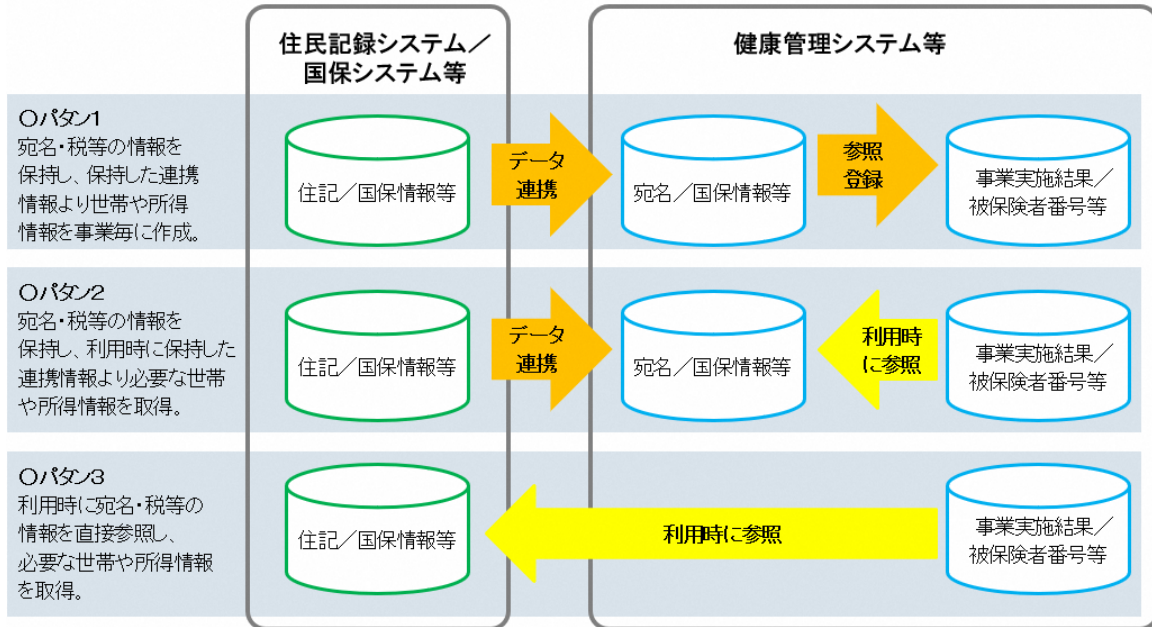 住民記録システム／
国保システム等
健康管理システム等
〇パタン1
宛名・税等の情報を
保持し、保持した連携
情報より世帯や所得
情報を事業毎に作成。
住記／国保情報等
データ
連携
宛名／国保情報等
参照
登録
事業実施結果／
被保険者番号等
〇パタン2
宛名・税等の情報を
保持し、利用時に保持した
連携情報より必要な世帯
や所得情報を取得。
住記／国保情報等
データ
連携
宛名／国保情報等
利用時
に参照
事業実施結果／
被保険者番号等
〇パタン3
利用時に宛名・税等の
情報を直接参照し、
必要な世帯や所得情報
を取得。
住記／国保情報等
利用時に参照
事業実施結果／
被保険者番号等